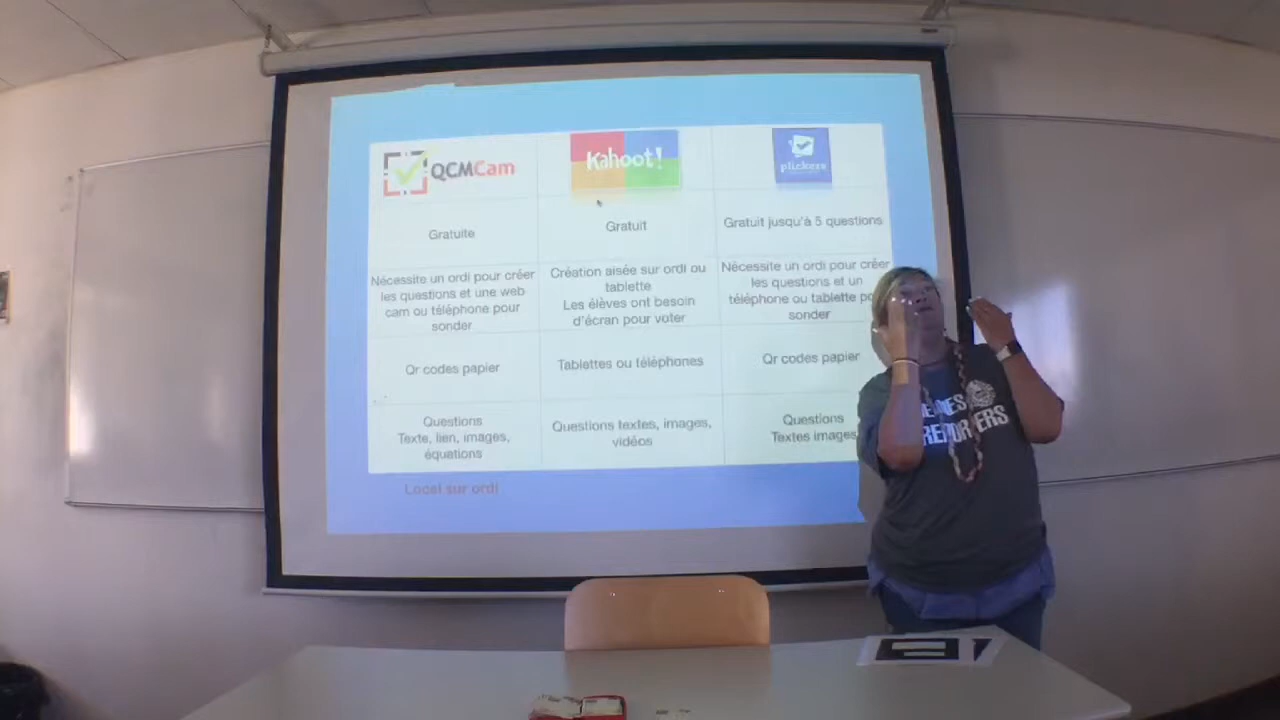 QCMCam
Kahoot!
plickers
Gratuite
Gratuit
Gratuit jusqu'à 5 questions
Nécessite un ordi pour créer
les questions et une web
cam ou téléphone pour
sonder
Création aisée sur ordi ou
tablette
Les élèves ont besoin
d'écran pour voter
Nécessite un ordi pour créer
les questions et un
téléphone ou tablette
sonder
Qr codes papier
Tablettes ou téléphones
Qr codes papier
Questions
Texte, lien, images,
équations
Questions textes, images,
vidéos
Questions
Textes images
Local sur ordi